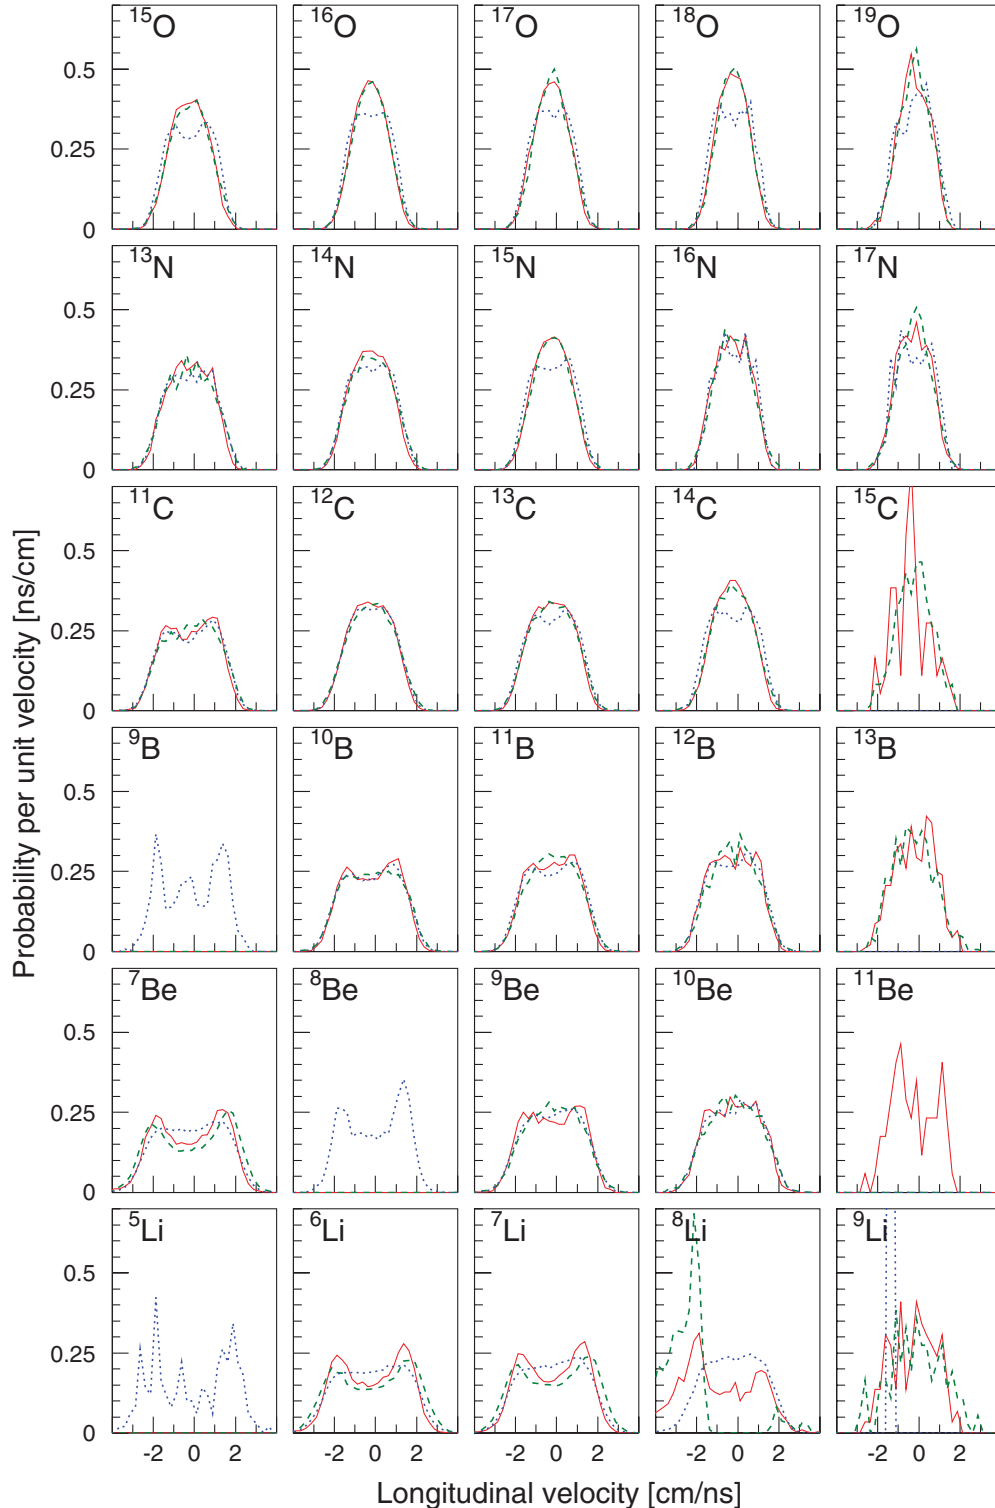 15O 16O 17O 18O 19O
0.5
0.25
0
13N 14N 15N 16N 17N
0.5
0.25
0
11C 12C 13C 14C 15C
0.5
0.25
0
9B 10B 11B 12B 13B
0.5
0.25
0
7Be 8Be 9Be 10Be 11Be
0.5
0.25
0
5Li 6Li 7Li 8Li 9Li
0.5
0.25
0
-2 0 2 -2 0 2 -2 0 2 -2 0 2 -2 0 2
Longitudinal velocity [cm/ns]
Probability per unit velocity [ns/cm]